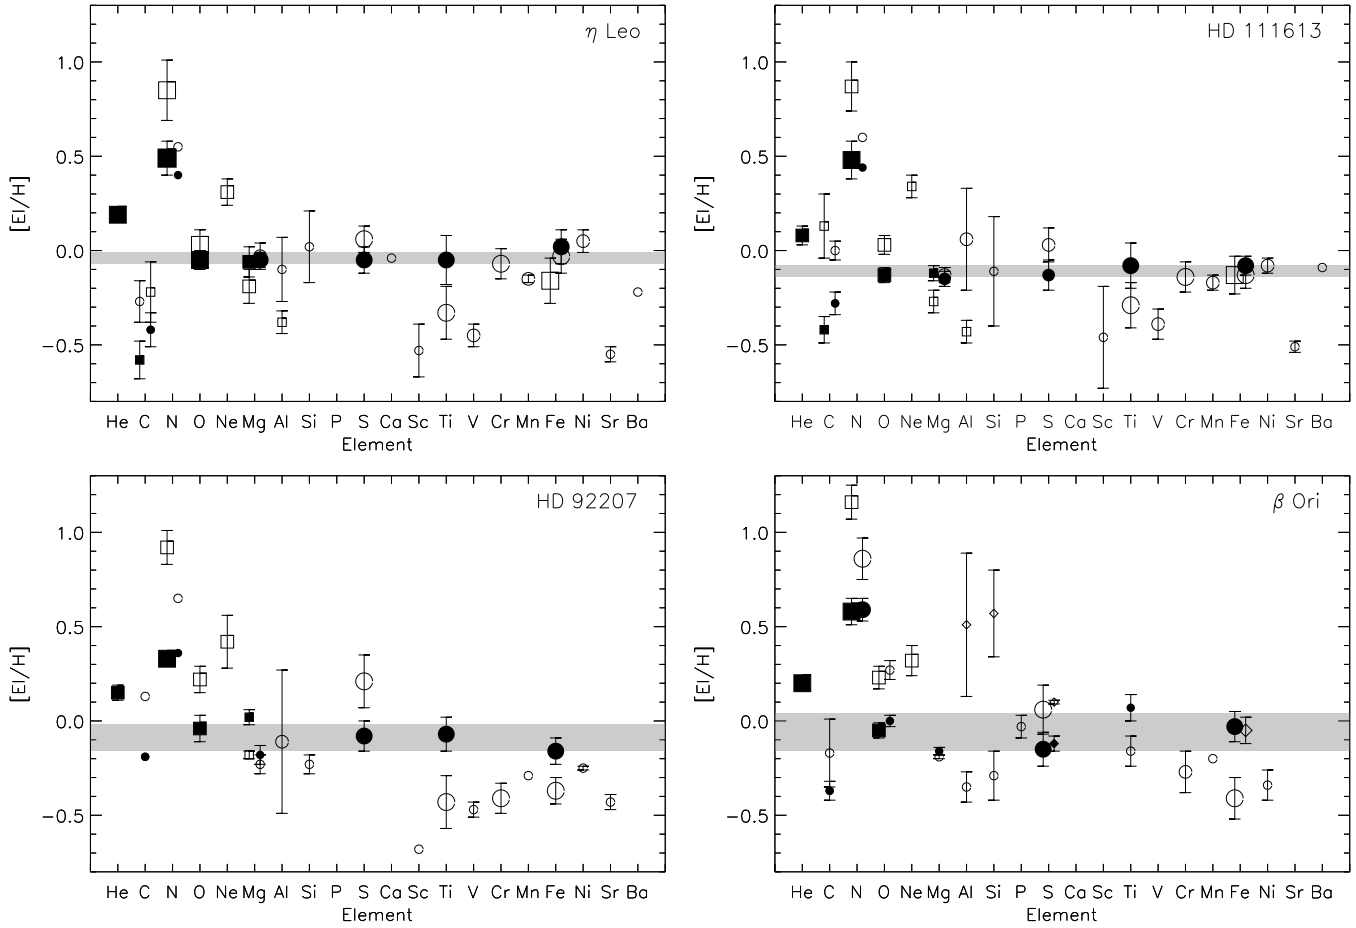 η Leo
1.0
0.5
0.0
−0.5
[El/H]
He C N O Ne Mg Al Si P S Ca Sc Ti V Cr Mn Fe Ni Sr Ba
Element
HD 111613
1.0
0.5
0.0
−0.5
[El/H]
He C N O Ne Mg Al Si P S Ca Sc Ti V Cr Mn Fe Ni Sr Ba
Element
HD 92207
1.0
0.5
0.0
−0.5
[El/H]
He C N O Ne Mg Al Si P S Ca Sc Ti V Cr Mn Fe Ni Sr Ba
Element
β Ori
1.0
0.5
0.0
−0.5
[El/H]
He C N O Ne Mg Al Si P S Ca Sc Ti V Cr Mn Fe Ni Sr Ba
Element